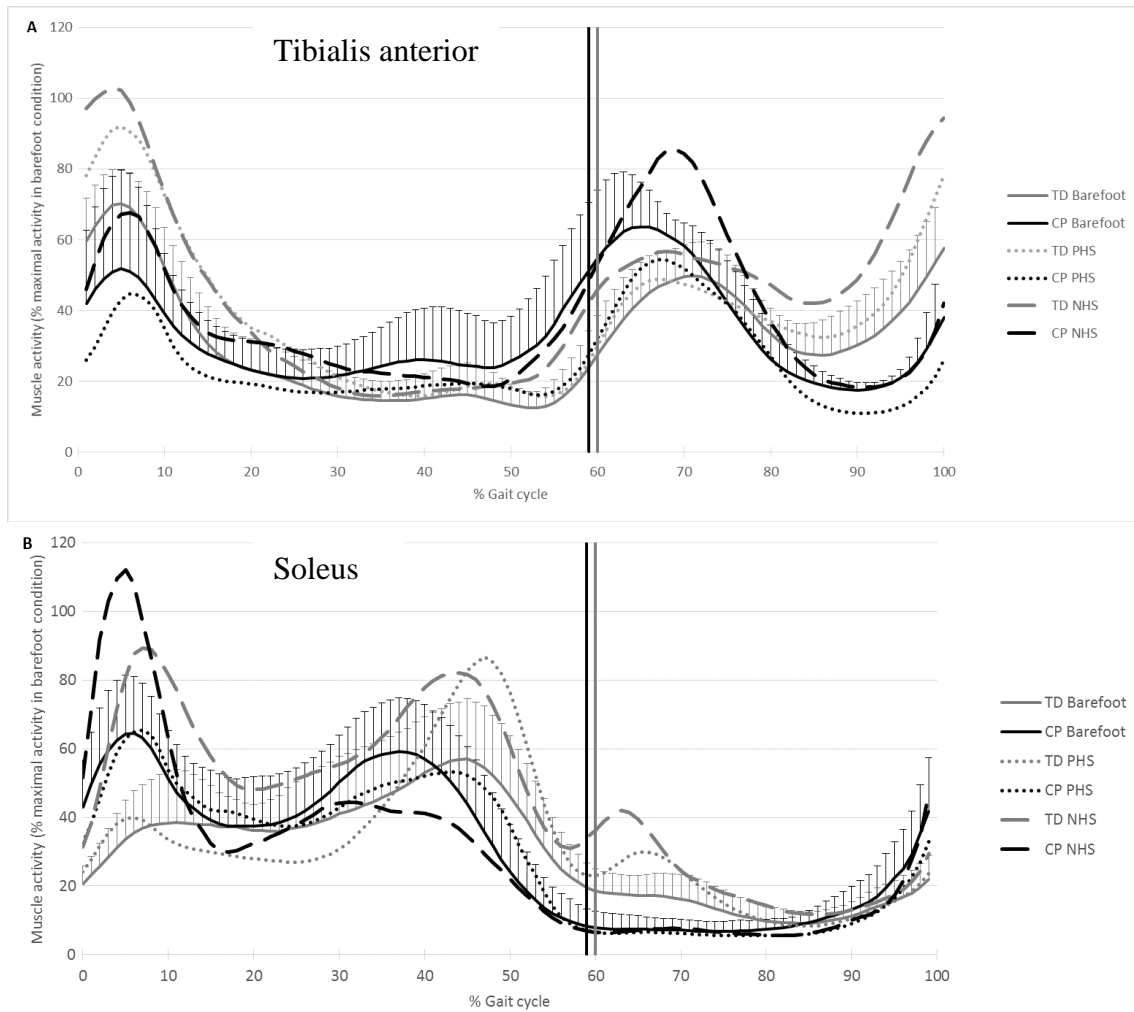 A
Tibialis anterior
Muscle activity (% maximal activity in barefoot condition)
120
100
80
60
40
20
0
0 10 20 30 40 50 60 70 80 90 100
% Gait cycle
TD Barefoot
CP Barefoot
TD PHS
CP PHS
TD NHS
CP NHS
B
Soleus
Muscle activity (% maximal activity in barefoot condition)
120
100
80
60
40
20
0
0 10 20 30 40 50 60 70 80 90 100
% Gait cycle
TD Barefoot
CP Barefoot
TD PHS
CP PHS
TD NHS
CP NHS